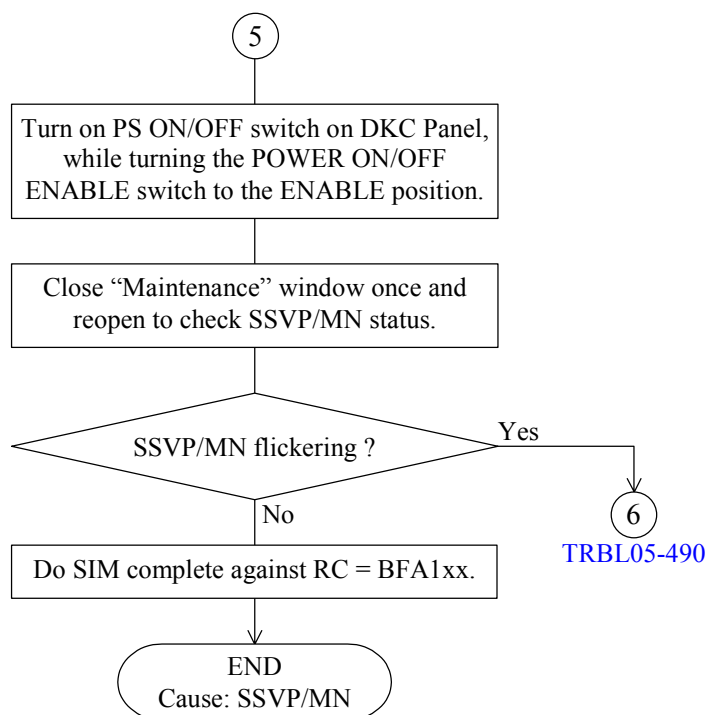 5
Turn on PS ON/OFF switch on DKC Panel,
while turning the POWER ON/OFF
ENABLE switch to the ENABLE position.
Close “Maintenance” window once and
reopen to check SSVP/MN status.
SSVP/MN flickering ?
Yes
6
TRBL05-490
No
Do SIM complete against RC = BFA1xx.
END
Cause: SSVP/MN